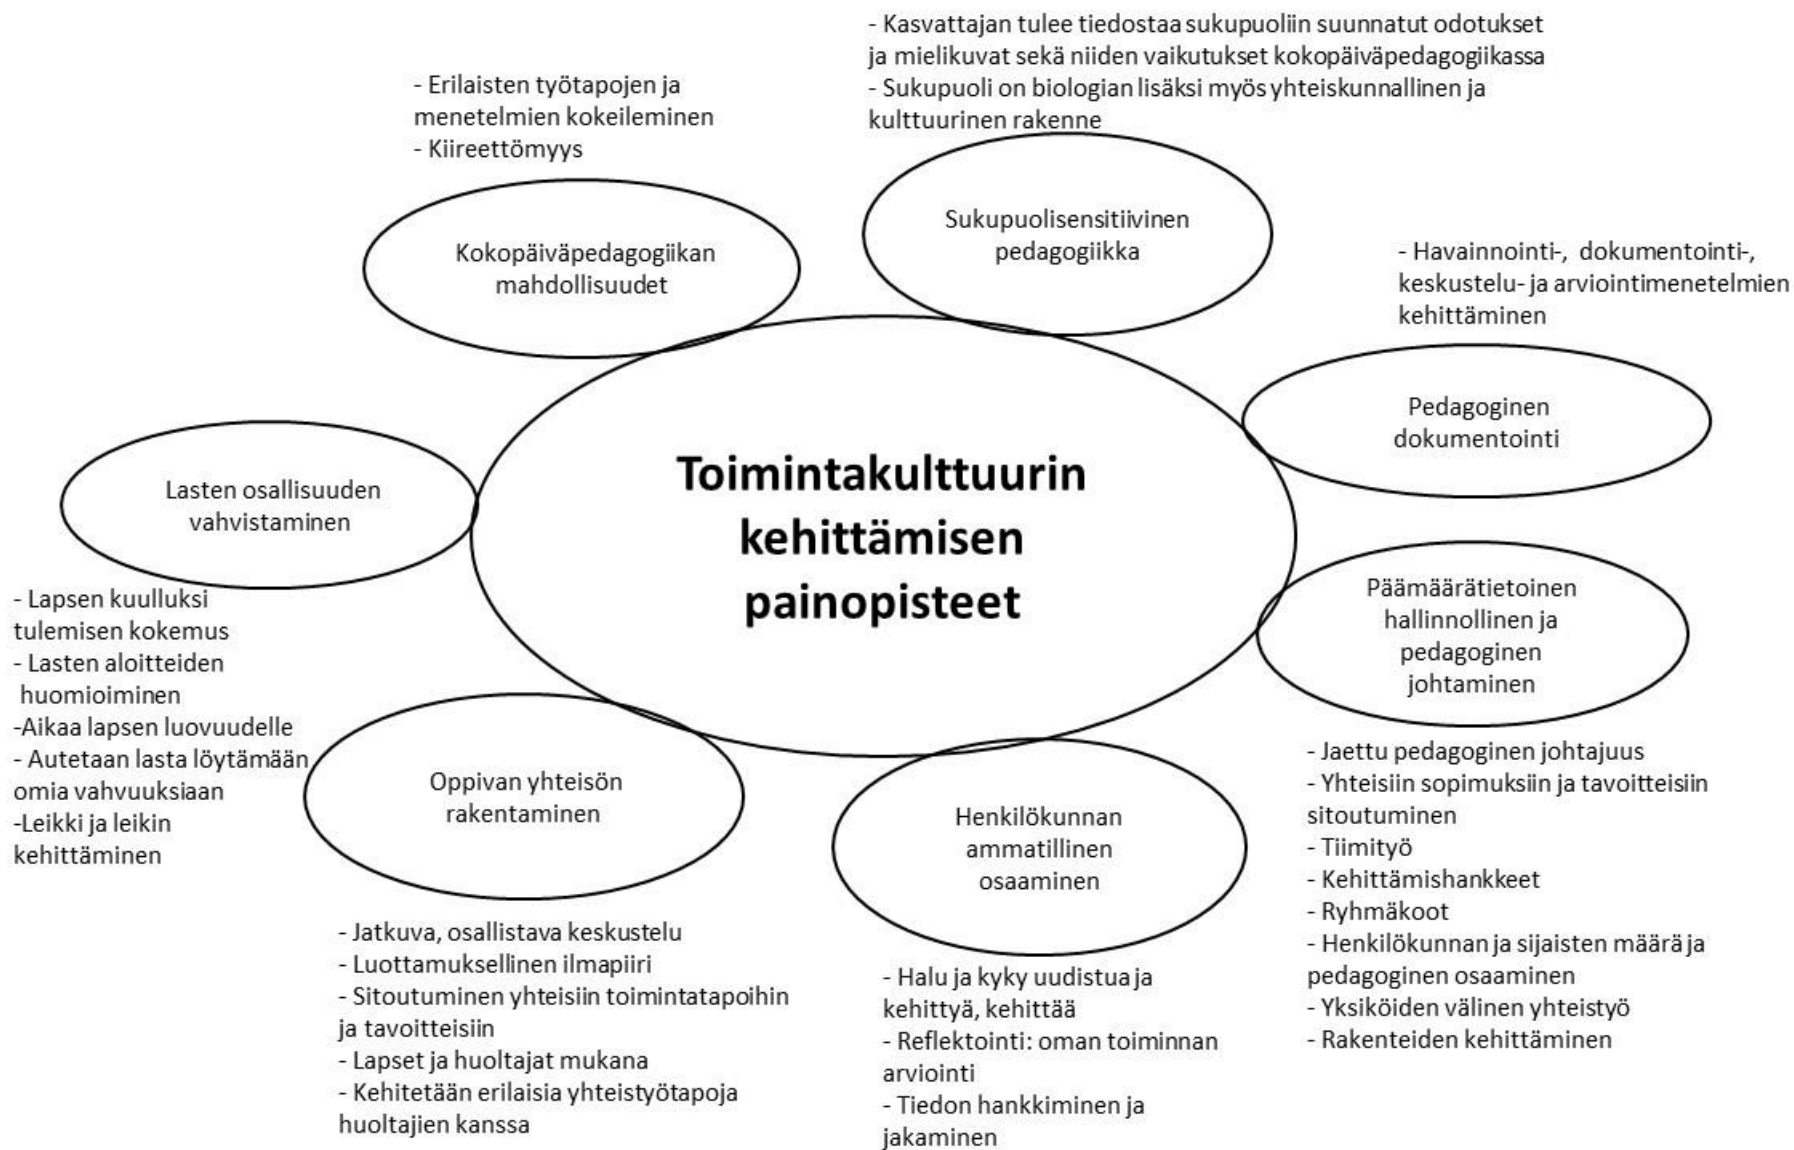 - Kasvattajan tulee tiedostaa sukupuoliin suunnatut odotukset
ja mielikuvat sekä niiden vaikutukset kokopäiväpedagogiikassa
- Sukupuoli on biologian lisäksi myös yhteiskunnallinen ja
kulttuurinen rakenne
- Erilaisten työtapojen ja
menetelmien kokeileminen
- Kiireettömyys
Sukupuolisensitiivinen
pedagogiikka
Kokopäiväpedagogiikan
mahdollisuudet
- Havainnointi-, dokumentointi-,
keskustelu- ja arviointimenetelmien
kehittäminen
Pedagoginen
dokumentointi
Toimintakulttuurin
kehittämisen
painopisteet
Lasten osallisuuden
vahvistaminen
- Lapsen kuulluksi
tulemisen kokemus
- Lasten aloitteiden
huomioiminen
-Aikaa lapsen luovuudelle
- Autetaan lasta löytämään
omia vahvuuksiaan
-Leikki ja leikin
kehittäminen
Päämäärätietoinen
hallinnollinen ja
pedagoginen
johtaminen
- Jaettu pedagoginen johtajuus
- Yhteisiin sopimuksiin ja tavoitteisiin
sitoutuminen
- Tiimityö
- Kehittämishankkeet
- Ryhmäkoot
- Henkilökunnan ja sijaisten määrä ja
pedagoginen osaaminen
- Yksiköiden välinen yhteistyö
- Rakenteiden kehittäminen
Oppivan yhteisön
rakentaminen
- Jatkuva, osallistava keskustelu
- Luottamuksellinen ilmapiiri
- Sitoutuminen yhteisiin toimintatapoihin
ja tavoitteisiin
- Lapset ja huoltajat mukana
- Kehitetään erilaisia yhteistyötapoja
huoltajien kanssa
Henkilökunnan
ammatillinen
osaaminen
- Halu ja kyky uudistua ja
kehittyä, kehittää
- Reflektointi: oman toiminnan
arviointi
- Tiedon hankkiminen ja
jakaminen